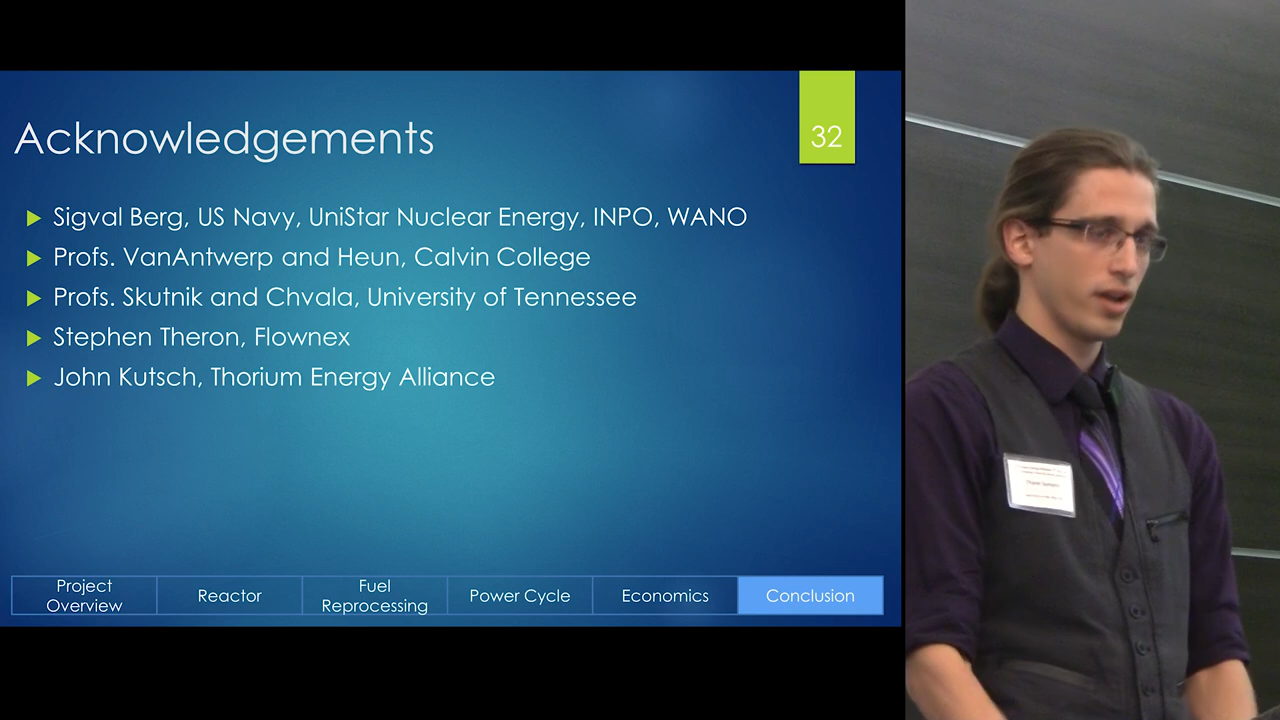 Acknowledgements
32
Sigval Berg, US Navy, UniStar Nuclear Energy, INPO, WANO
Profs. VanAntwerp and Heun, Calvin College
Profs. Skutnik and Chvala, University of Tennessee
Stephen Theron, Flownex
John Kutsch, Thorium Energy Alliance
Project
Overview
Reactor
Fuel
Reprocessing
Power Cycle
Economics
Conclusion